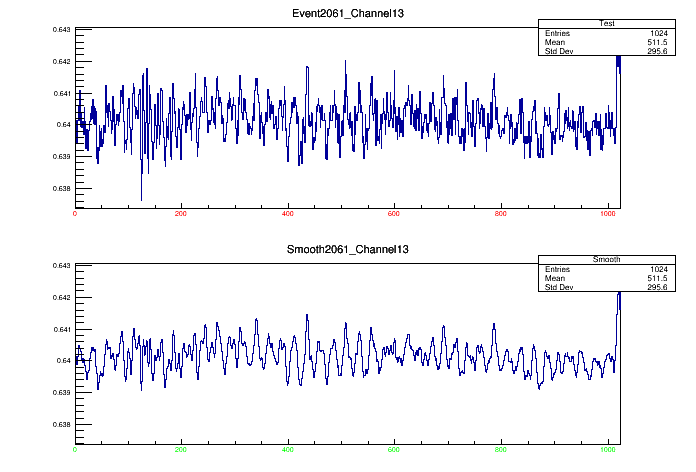 Event2061_Channel13
Test
Entries 1024
Mean 511.5
Std Dev 295.6
0.643
0.642
0.641
0.64
0.639
0.638
0 200 400 600 800 1000
Smooth2061_Channel13
Smooth
Entries 1024
Mean 511.5
Std Dev 295.6
0.643
0.642
0.641
0.64
0.639
0.638
0 200 400 600 800 1000